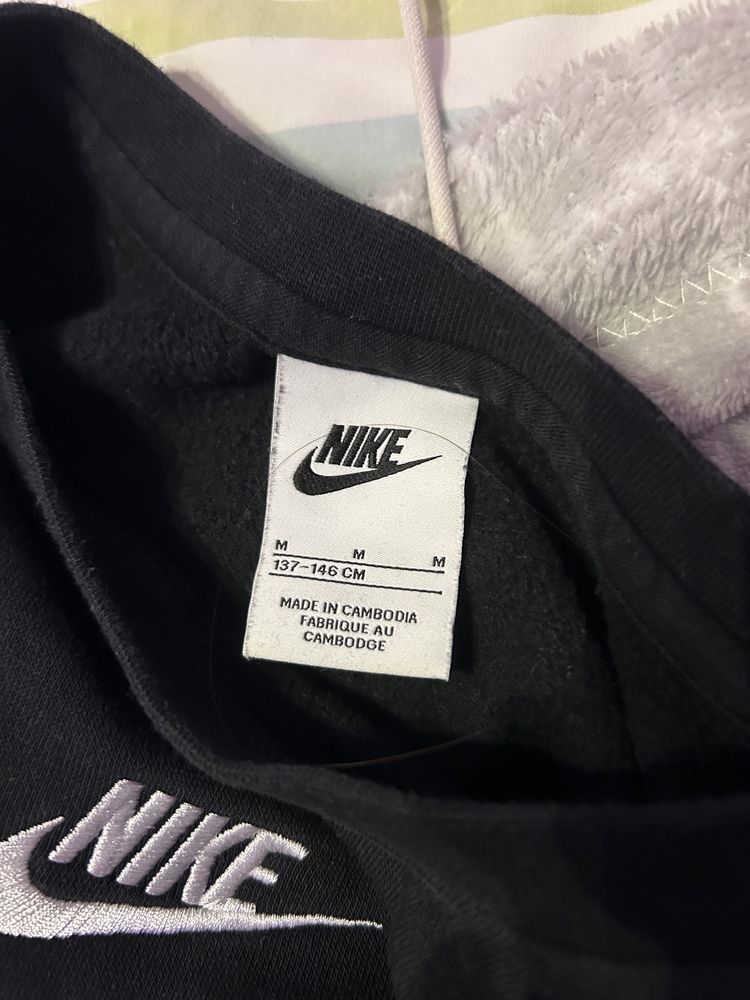 NIKE
M M M
137-146 CM
MADE IN CAMBODIA
FABRIQUE AU
CAMBODGE
NIKE